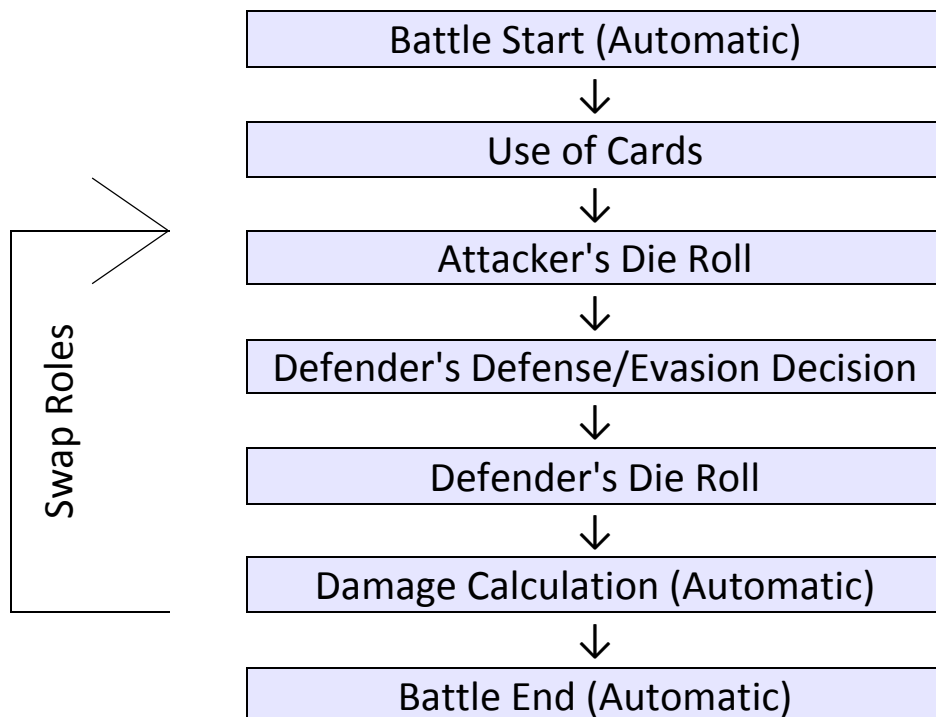 Battle Start (Automatic)
↓
Use of Cards
↓
Attacker's Die Roll
↓
Defender's Defense/Evasion Decision
↓
Defender's Die Roll
↓
Damage Calculation (Automatic)
↓
Battle End (Automatic)
Swap Roles